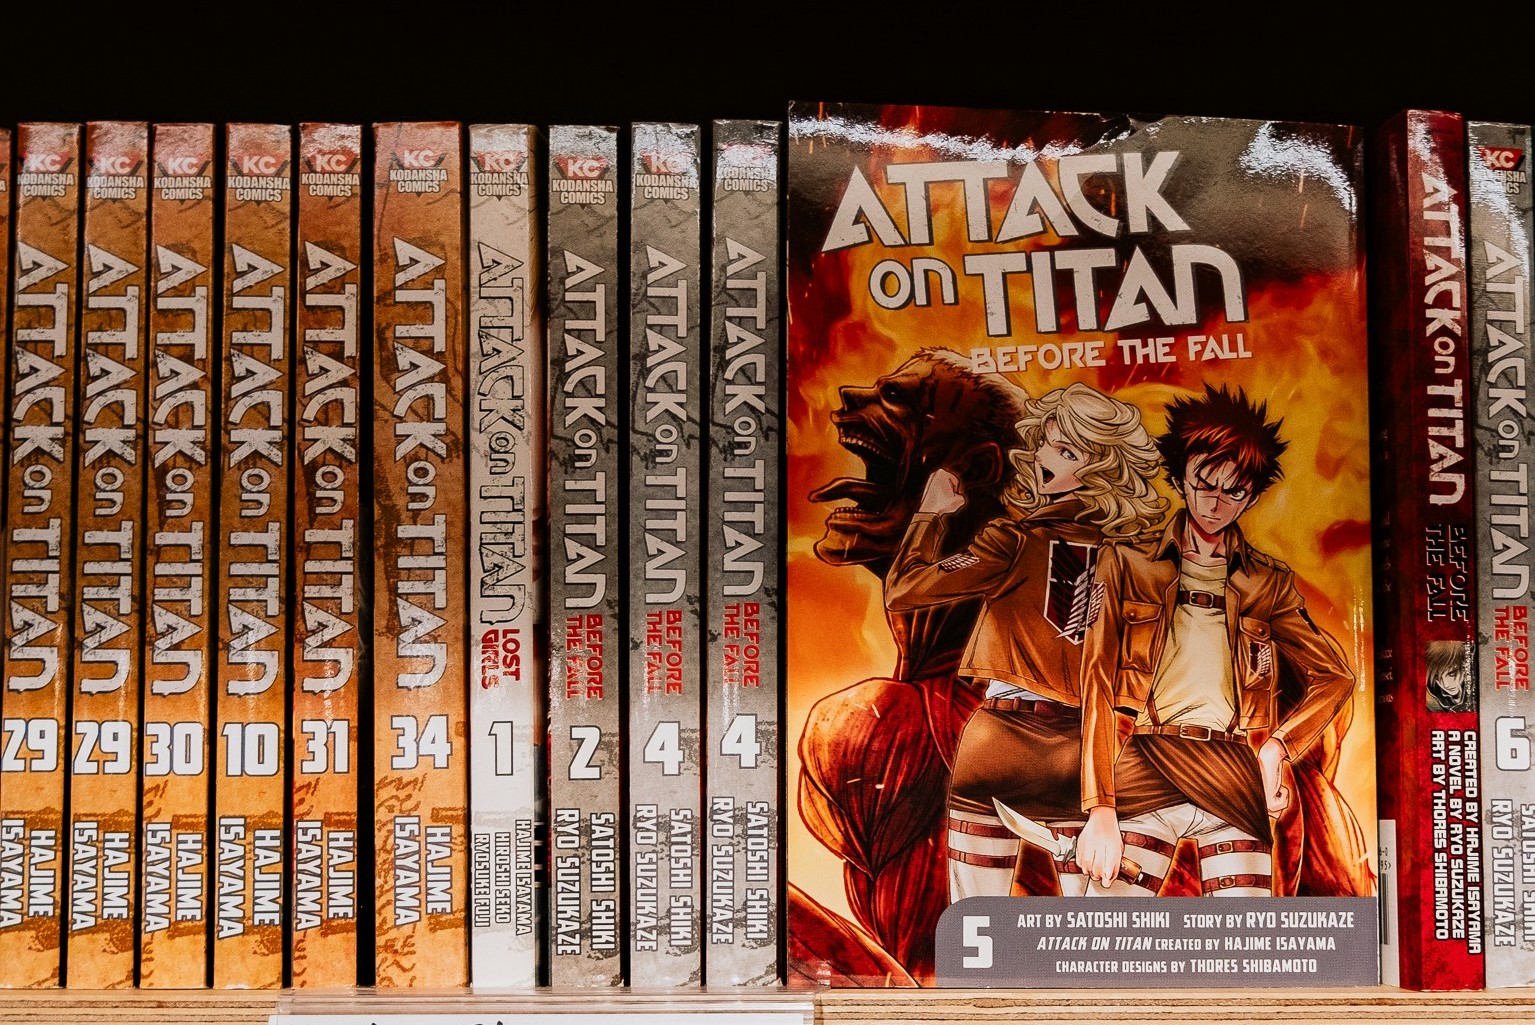 KC
KODANSHA
COMICS
ATTACK on TITAN
29
HAJIME
ISAYAMA
KC
KODANSHA
COMICS
ATTACK on TITAN
29
HAJIME
ISAYAMA
KC
KODANSHA
COMICS
ATTACK on TITAN
30
HAJIME
ISAYAMA
KC
KODANSHA
COMICS
ATTACK on TITAN
10
HAJIME
ISAYAMA
KC
KODANSHA
COMICS
ATTACK on TITAN
31
HAJIME
ISAYAMA
KC
KODANSHA
COMICS
ATTACK on TITAN
34
HAJIME
ISAYAMA
KC
KODANSHA
COMICS
ATTACK on TITAN
LOST
GIRLS
1
HAJIME ISAYAMA
HIROSHI SEKO
RYOSUKE FUJI
KC
KODANSHA
COMICS
ATTACK on TITAN
BEFORE
THE FALL
2
SATOSHI SHIKI
RYO SUZUKAZE
KC
KODANSHA
COMICS
ATTACK on TITAN
BEFORE
THE FALL
4
SATOSHI SHIKI
RYO SUZUKAZE
KC
KODANSHA
COMICS
ATTACK on TITAN
BEFORE
THE FALL
4
SATOSHI SHIKI
RYO SUZUKAZE
ATTACK
on TITAN
BEFORE THE FALL
5
ART BY SATOSHI SHIKI STORY BY RYO SUZUKAZE
ATTACK ON TITAN CREATED BY HAJIME ISAYAMA
CHARACTER DESIGNS BY THORES SHIBAMOTO
ATTACK on TITAN
BEFORE
THE FALL
CREATED BY HAJIME ISAYAMA
A NOVEL BY RYO SUZUKAZE
ART BY THORES SHIBAMOTO
KC
COMICS
ATTACK on TITAN
BEFORE
THE FALL
6
RYO SUZUKAZE